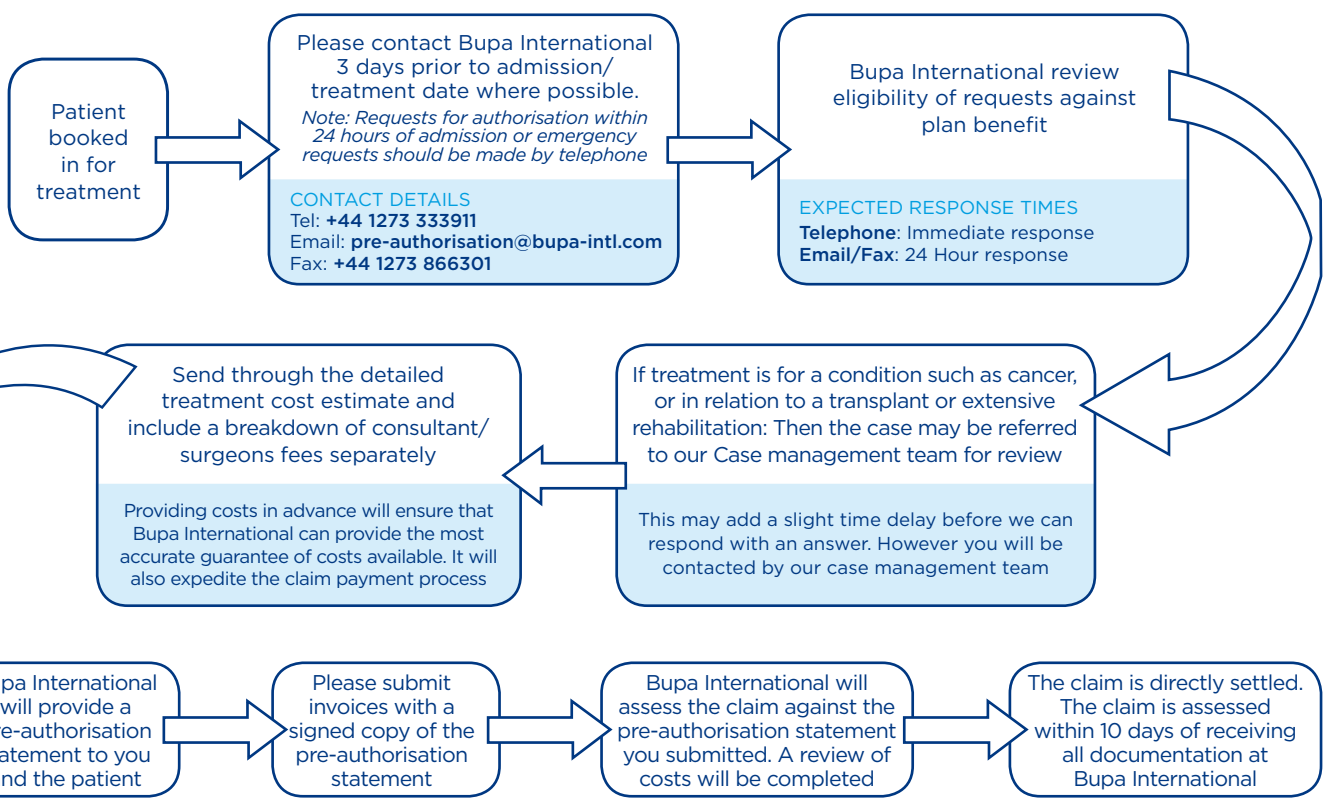 Patient
booked
in for
treatment
Please contact Bupa International
3 days prior to admission/
treatment date where possible.
Note: Requests for authorisation within
24 hours of admission or emergency
requests should be made by telephone
CONTACT DETAILS
Tel: +44 1273 333911
Email: pre-authorisation@bupa-intl.com
Fax: +44 1273 866301
Bupa International review
eligibility of requests against
plan benefit
EXPECTED RESPONSE TIMES
Telephone: Immediate response
Email/Fax: 24 Hour response
If treatment is for a condition such as cancer,
or in relation to a transplant or extensive
rehabilitation: Then the case may be referred
to our Case management team for review
This may add a slight time delay before we can
respond with an answer. However you will be
contacted by our case management team
Send through the detailed
treatment cost estimate and
include a breakdown of consultant/
surgeons fees separately
Providing costs in advance will ensure that
Bupa International can provide the most
accurate guarantee of costs available. It will
also expedite the claim payment process
pa International
will provide a
e-authorisation
atement to you
nd the patient
Please submit
invoices with a
signed copy of the
pre-authorisation
statement
Bupa International will
assess the claim against the
pre-authorisation statement
you submitted. A review of
costs will be completed
The claim is directly settled.
The claim is assessed
within 10 days of receiving
all documentation at
Bupa International